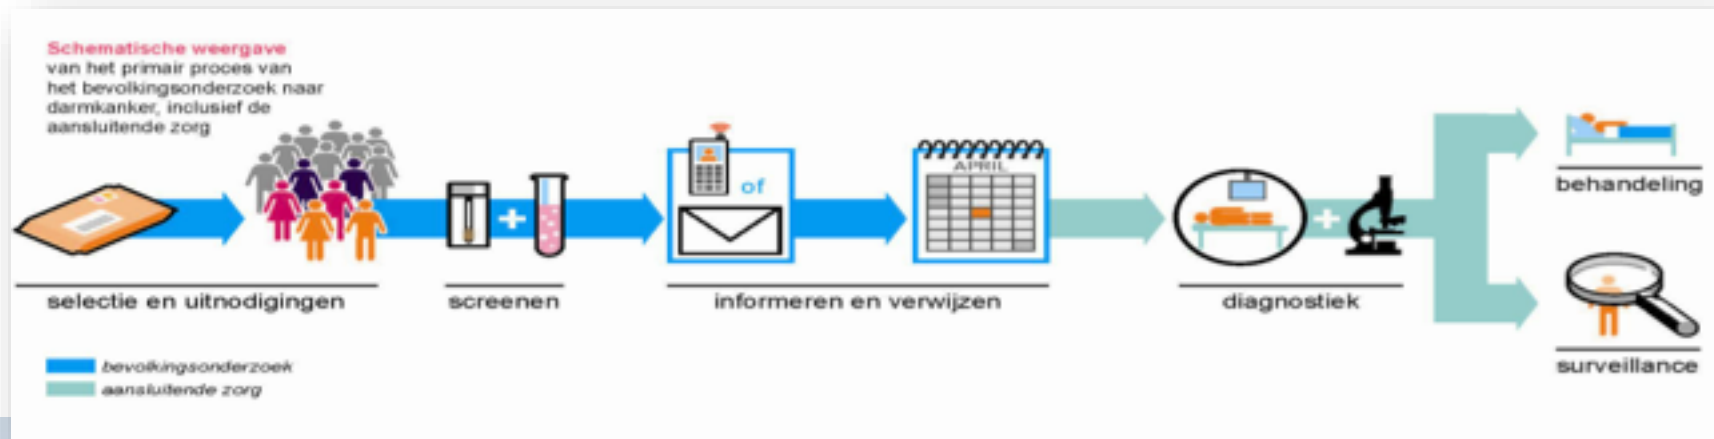 Schematische weergave
van het primair proces van
het bevolkingsonderzoek naar
darmkanker, inclusief de
aansluitende zorg
of
APRIL
selectie en uitnodigingen
screenen
informeren en verwijzen
diagnostiek
behandeling
surveillance
bevolkingsonderzoek
aansluitende zorg